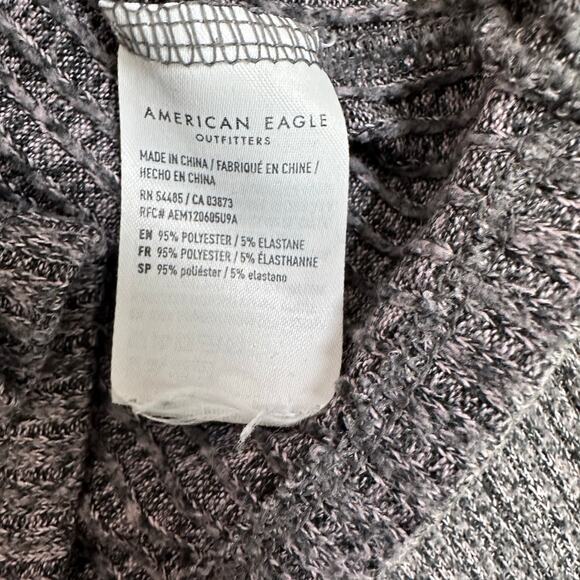 AMERICAN EAGLE
OUTFITTERS
MADE IN CHINA / FABRIQUÉ EN CHINE /
HECHO EN CHINA
RN 54485 / CA 03873
RFC# AEM120605U9A
EN 95% POLYESTER / 5% ELASTANE
FR 95% POLYESTER / 5% ÉLASTHANNE
SP 95% poliéster / 5% elastano